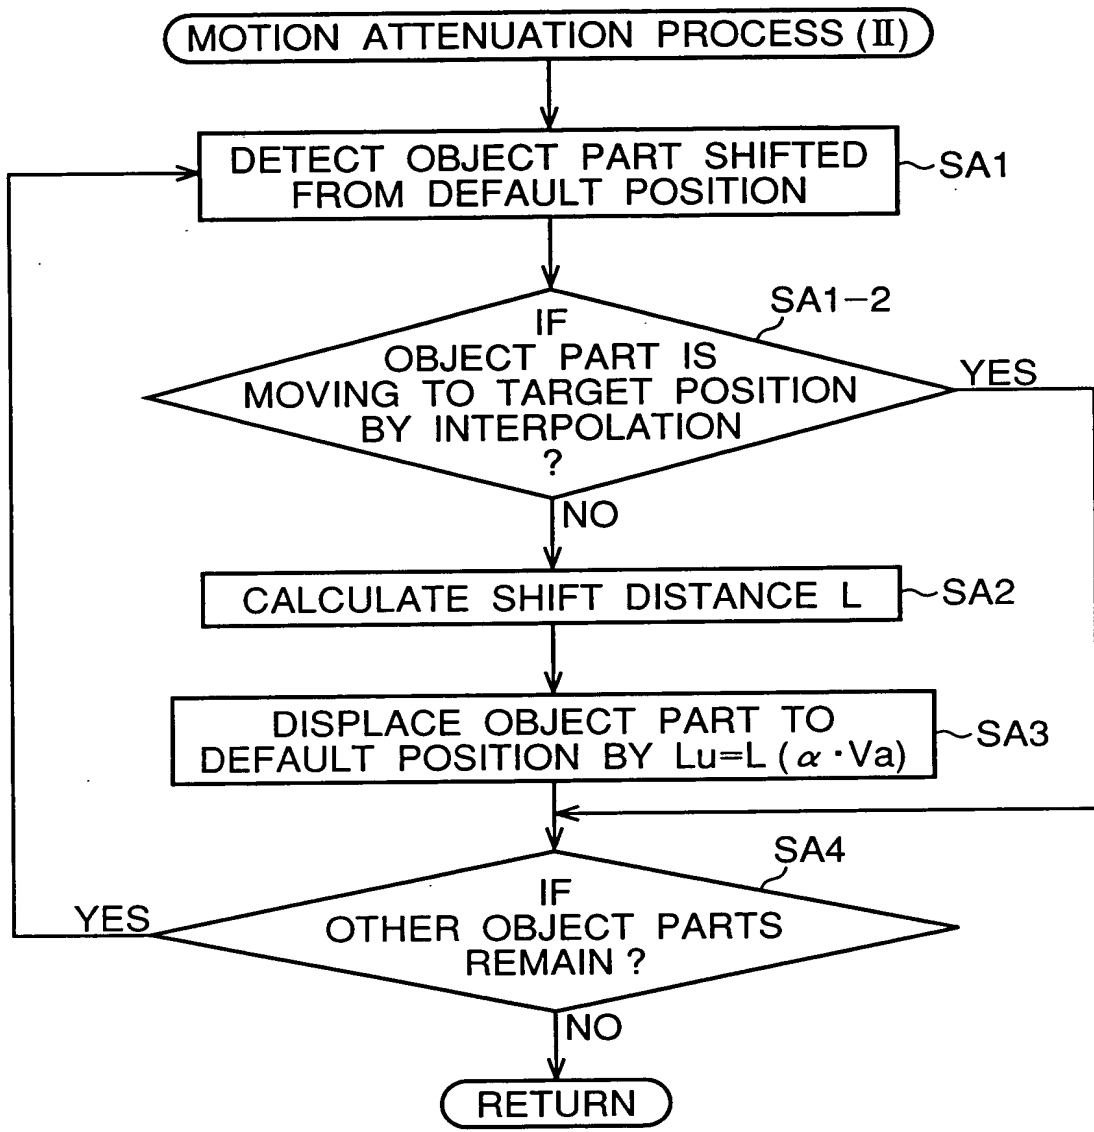 MOTION ATTENUATION PROCESS (II)
DETECT OBJECT PART SHIFTED
FROM DEFAULT POSITION
SA1
SA1-2
IF
OBJECT PART IS
MOVING TO TARGET POSITION
BY INTERPOLATION
?
YES
NO
CALCULATE SHIFT DISTANCE L
SA2
DISPLACE OBJECT PART TO
DEFAULT POSITION BY Lu=L (α・Va)
SA3
SA4
IF
OTHER OBJECT PARTS
REMAIN ?
YES
NO
RETURN